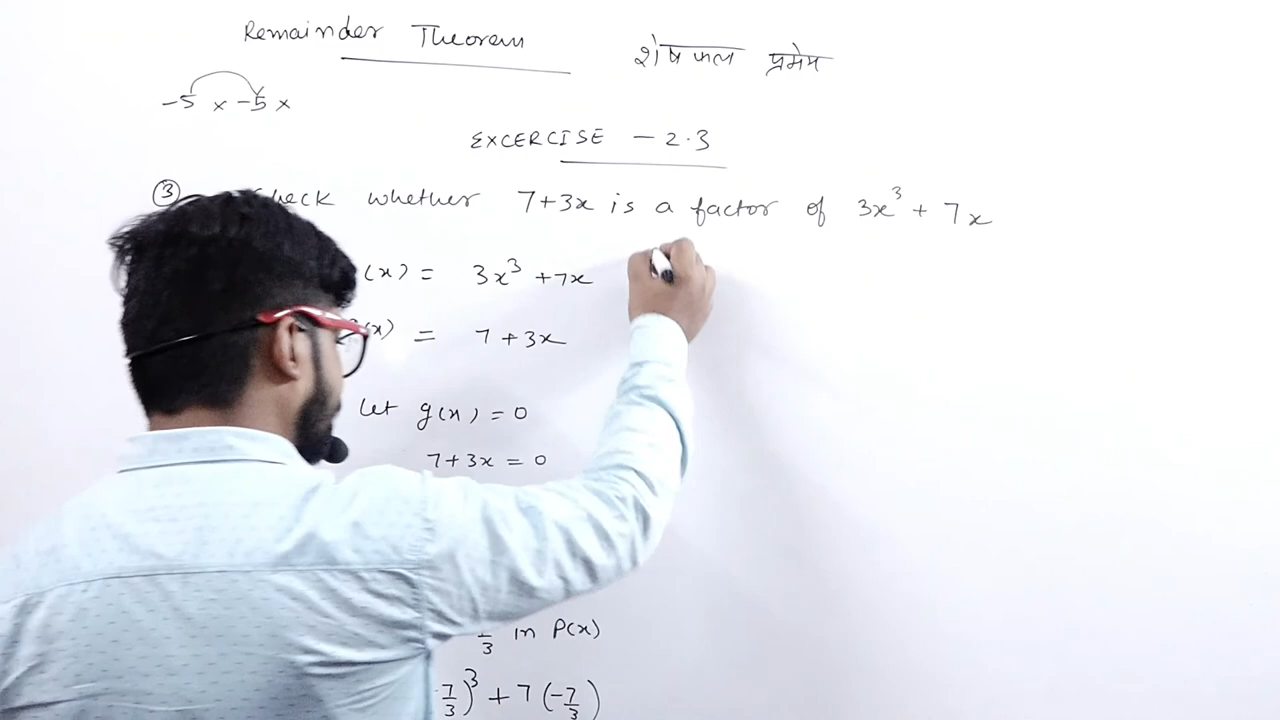 Remainder Theorem शेषफल प्रमेय
-5 x -5 x
EXCERCISE - 2.3
③ heck whether 7+3x is a factor of 3x³ + 7x
(x) = 3x³ + 7x
(x) = 7 + 3x
Let g(x) = 0
7+3x = 0
3 in P(x)
7/3)³ + 7(-7/3)